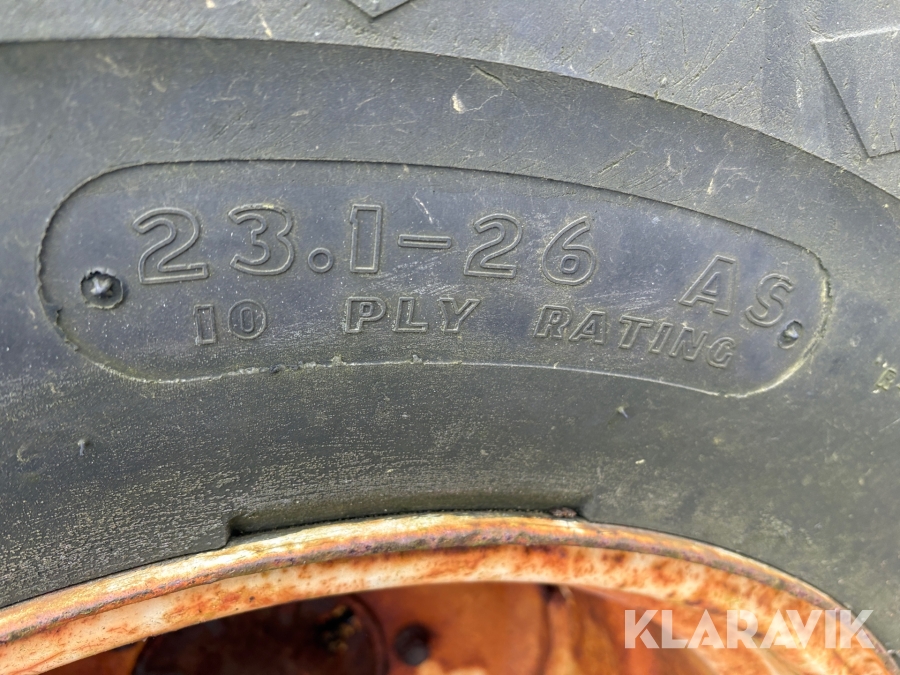 23.1-26 AS
10 PLY RATING
KLARAVIK